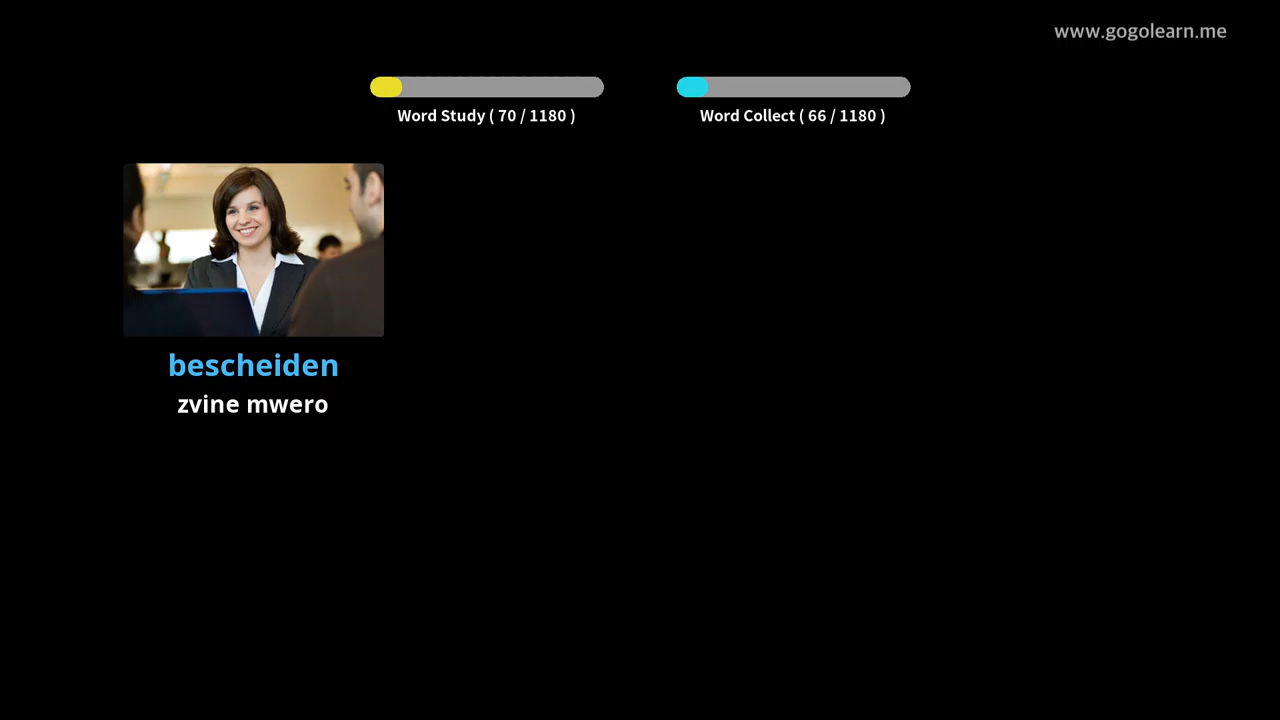 www.gogolearn.me
Word Study ( 70 / 1180 )
Word Collect ( 66 / 1180 )
bescheiden
zvine mwero